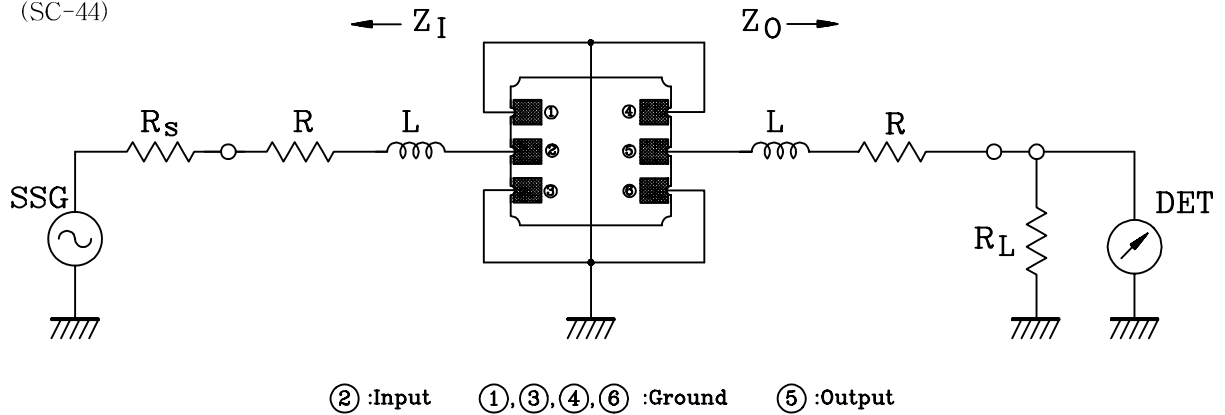 (SC-44)
Z_I
Z_O
① ④
R_s R L ② ⑤ L R
③ ⑥
SSG
DET
R_L
② :Input ①,③,④,⑥ :Ground ⑤ :Output